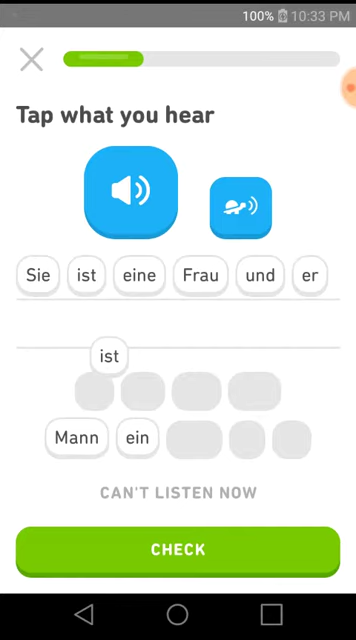 100% 10:33 PM
Tap what you hear
Sie ist eine Frau und er
ist
Mann ein
CAN'T LISTEN NOW
CHECK